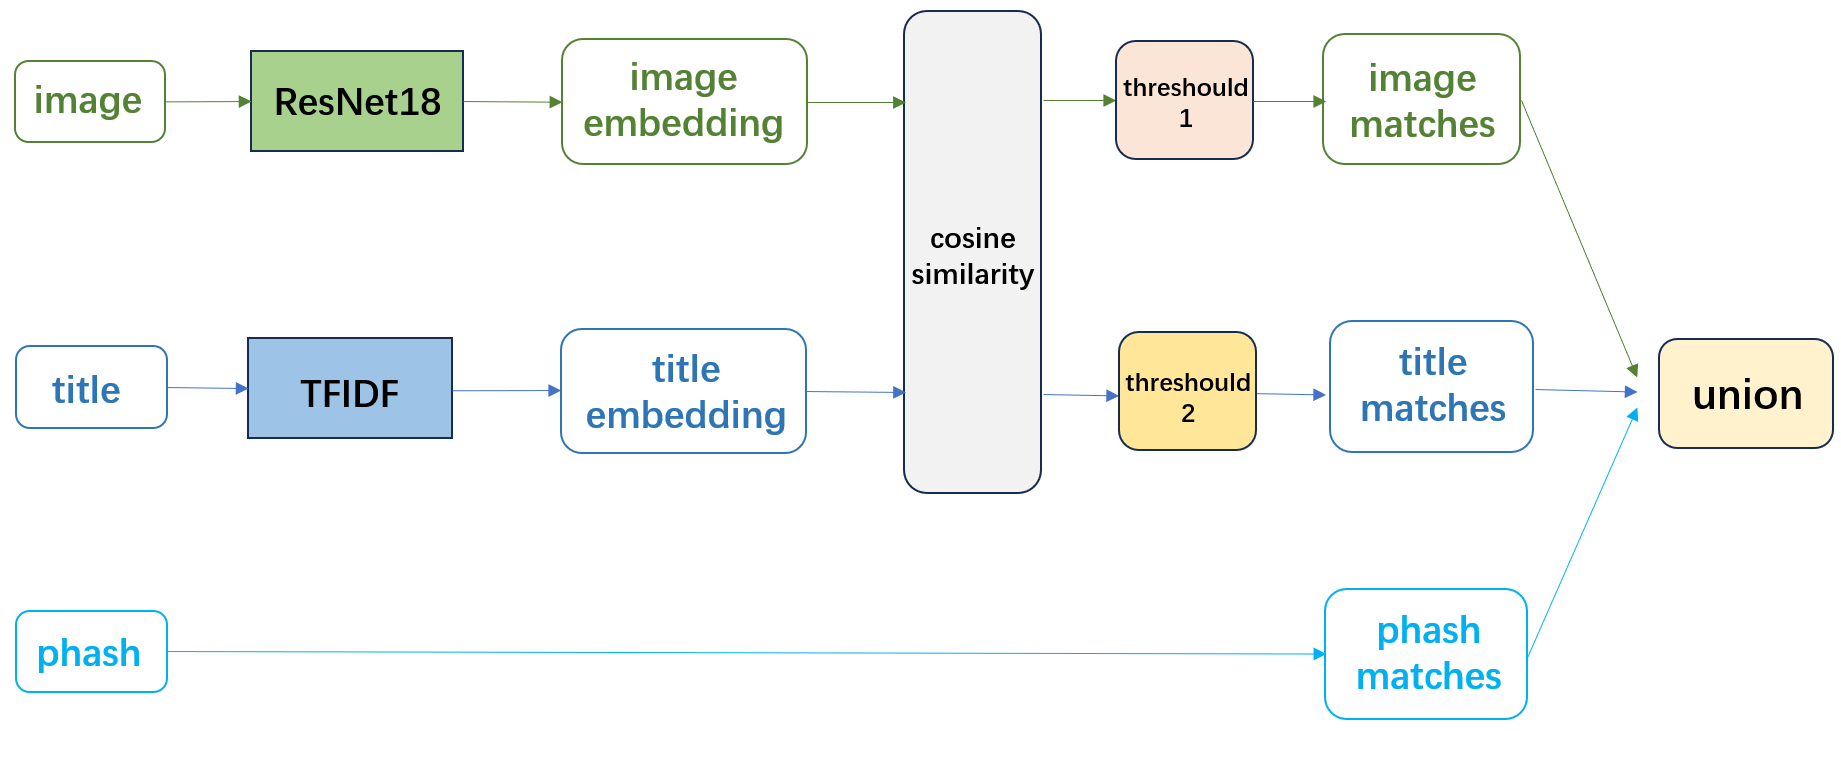 image
ResNet18
image
embedding
cosine
similarity
threshould
1
image
matches
title
TFIDF
title
embedding
threshould
2
title
matches
union
phash
phash
matches